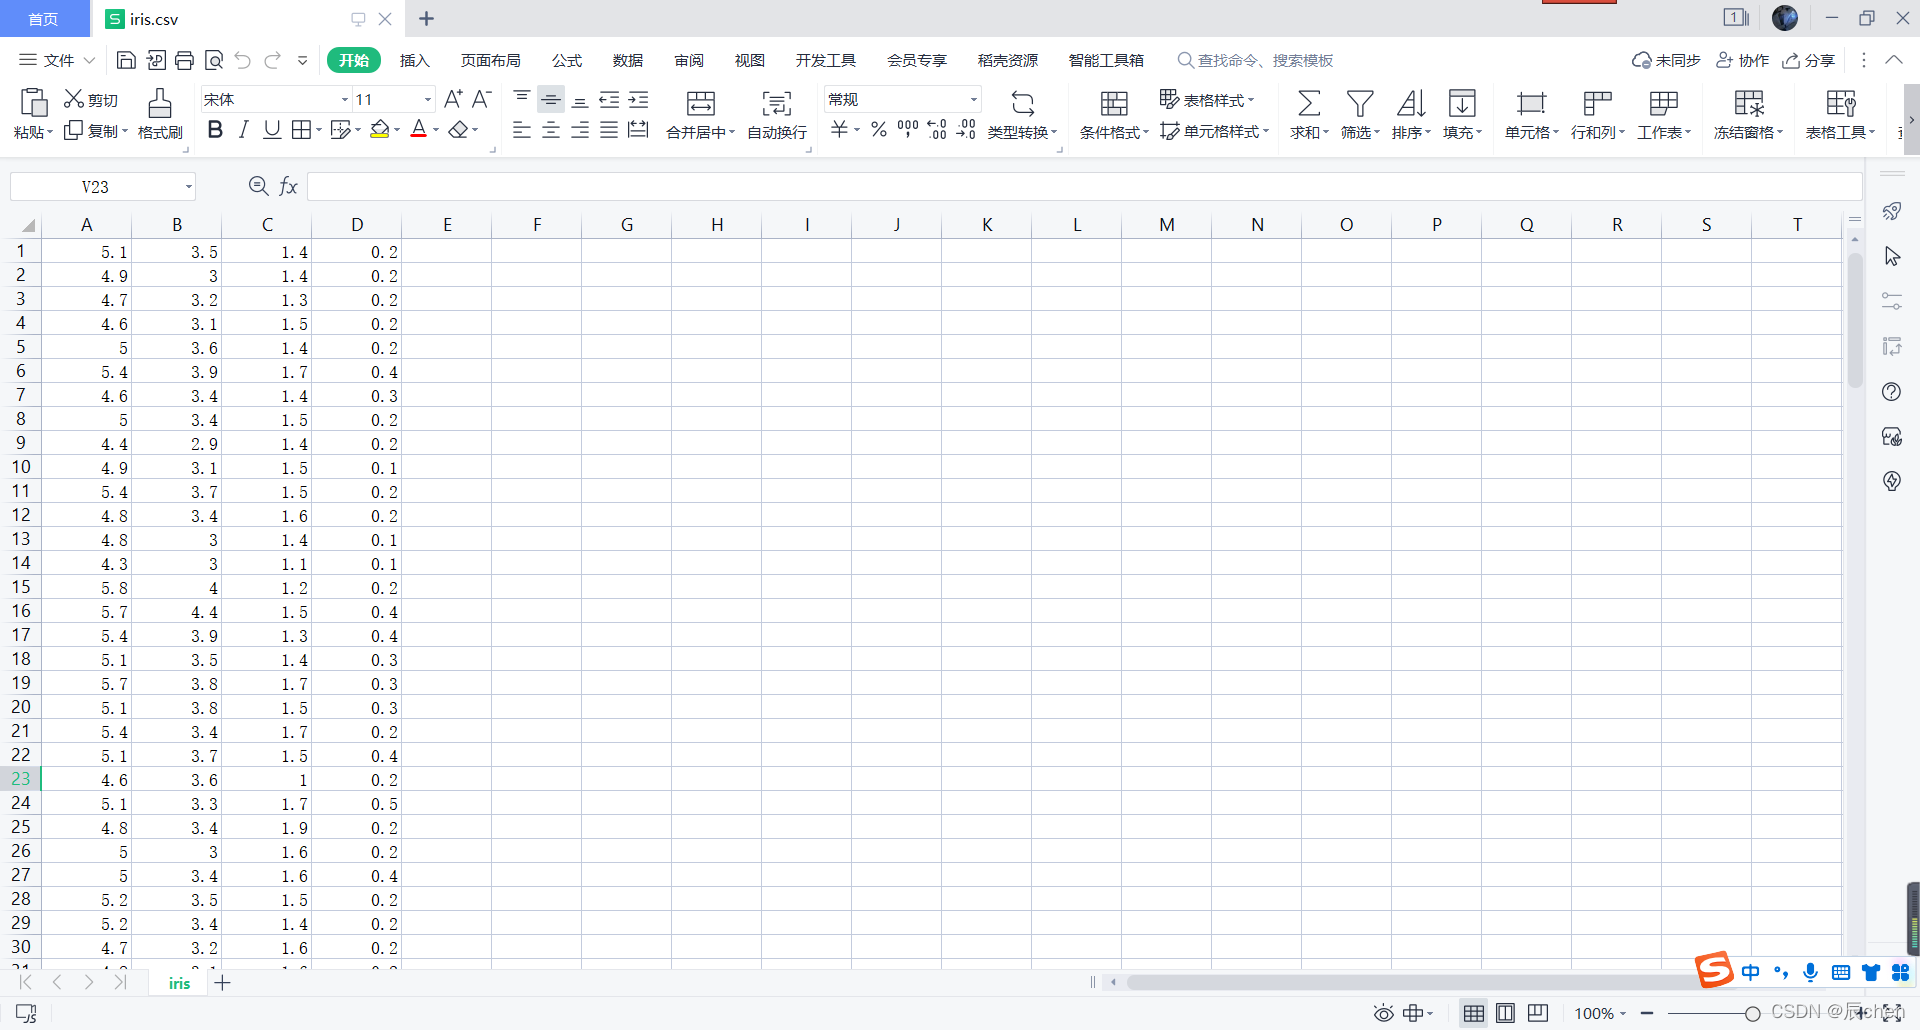 首页 S iris.csv + 1
文件 开始 插入 页面布局 公式 数据 审阅 视图 开发工具 会员专享 稻壳资源 智能工具箱 查找命令、搜索模板 未同步 协作 分享
剪切 宋体 11 A+ A- 常规 表格样式
粘贴 复制 格式刷 B I U A 合并居中 自动换行 ¥ % 000 ←.0 .00 .00 →.0 类型转换 条件格式 单元格样式 求和 筛选 排序 填充 单元格 行和列 工作表 冻结窗格 表格工具
V23 fx
A B C D E F G H I J K L M N O P Q R S T
1 5.1 3.5 1.4 0.2
2 4.9 3 1.4 0.2
3 4.7 3.2 1.3 0.2
4 4.6 3.1 1.5 0.2
5 5 3.6 1.4 0.2
6 5.4 3.9 1.7 0.4
7 4.6 3.4 1.4 0.3
8 5 3.4 1.5 0.2
9 4.4 2.9 1.4 0.2
10 4.9 3.1 1.5 0.1
11 5.4 3.7 1.5 0.2
12 4.8 3.4 1.6 0.2
13 4.8 3 1.4 0.1
14 4.3 3 1.1 0.1
15 5.8 4 1.2 0.2
16 5.7 4.4 1.5 0.4
17 5.4 3.9 1.3 0.4
18 5.1 3.5 1.4 0.3
19 5.7 3.8 1.7 0.3
20 5.1 3.8 1.5 0.3
21 5.4 3.4 1.7 0.2
22 5.1 3.7 1.5 0.4
23 4.6 3.6 1 0.2
24 5.1 3.3 1.7 0.5
25 4.8 3.4 1.9 0.2
26 5 3 1.6 0.2
27 5 3.4 1.6 0.4
28 5.2 3.5 1.5 0.2
29 5.2 3.4 1.4 0.2
30 4.7 3.2 1.6 0.2
iris + S 中
100% CSDN @辰chen